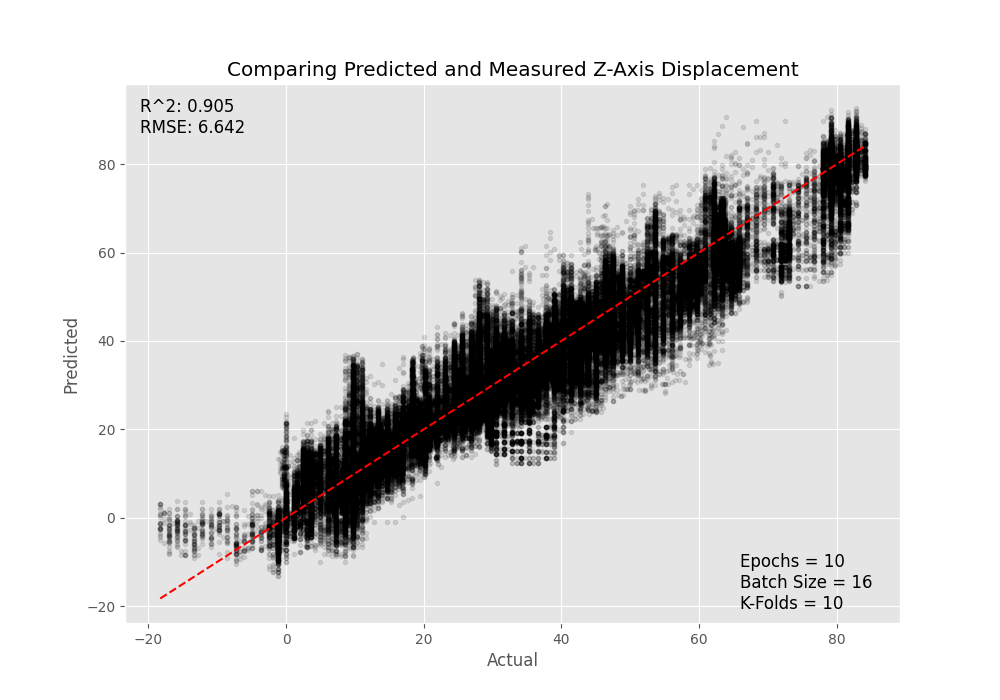 Comparing Predicted and Measured Z-Axis Displacement
R^2: 0.905
RMSE: 6.642
80
60
40
20
0
−20
Predicted
Epochs = 10
Batch Size = 16
K-Folds = 10
−20 0 20 40 60 80
Actual